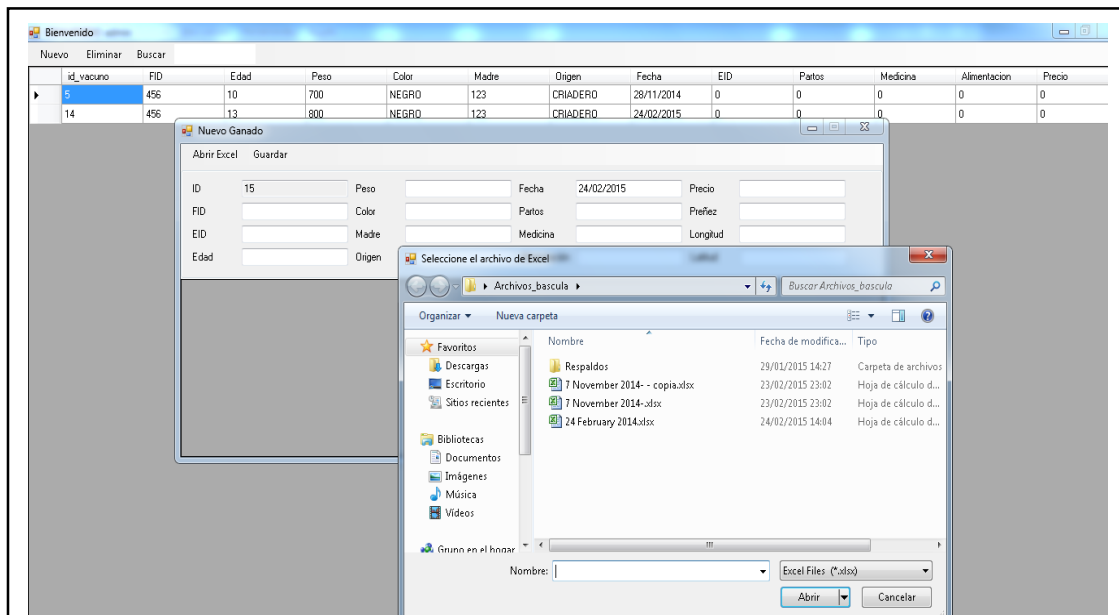 Bienvenido
Nuevo Eliminar Buscar
id_vacuno FID Edad Peso Color Madre Origen Fecha EID Partos Medicina Alimentacion Precio
5 456 10 700 NEGRO 123 CRIADERO 28/11/2014 0 0 0 0 0
14 456 13 800 NEGRO 123 CRIADERO 24/02/2015 0 0 0 0 0
Nuevo Ganado
Abrir Excel Guardar
ID 15 Peso Fecha 24/02/2015 Precio
FID Color Partos Preñez
EID Madre Medicina Longitud
Edad Origen
Seleccione el archivo de Excel
Archivos_bascula Buscar Archivos_bascula
Organizar Nueva carpeta
Nombre Fecha de modifica... Tipo
Favoritos
Descargas
Escritorio
Sitios recientes
Bibliotecas
Documentos
Imágenes
Música
Vídeos
Grupo en el hogar
Respaldos 29/01/2015 14:27 Carpeta de archivos
7 November 2014- - copia.xlsx 23/02/2015 23:02 Hoja de cálculo d...
7 November 2014-.xlsx 23/02/2015 23:02 Hoja de cálculo d...
24 February 2014.xlsx 24/02/2015 14:04 Hoja de cálculo d...
Nombre: Excel Files (*.xlsx)
Abrir Cancelar